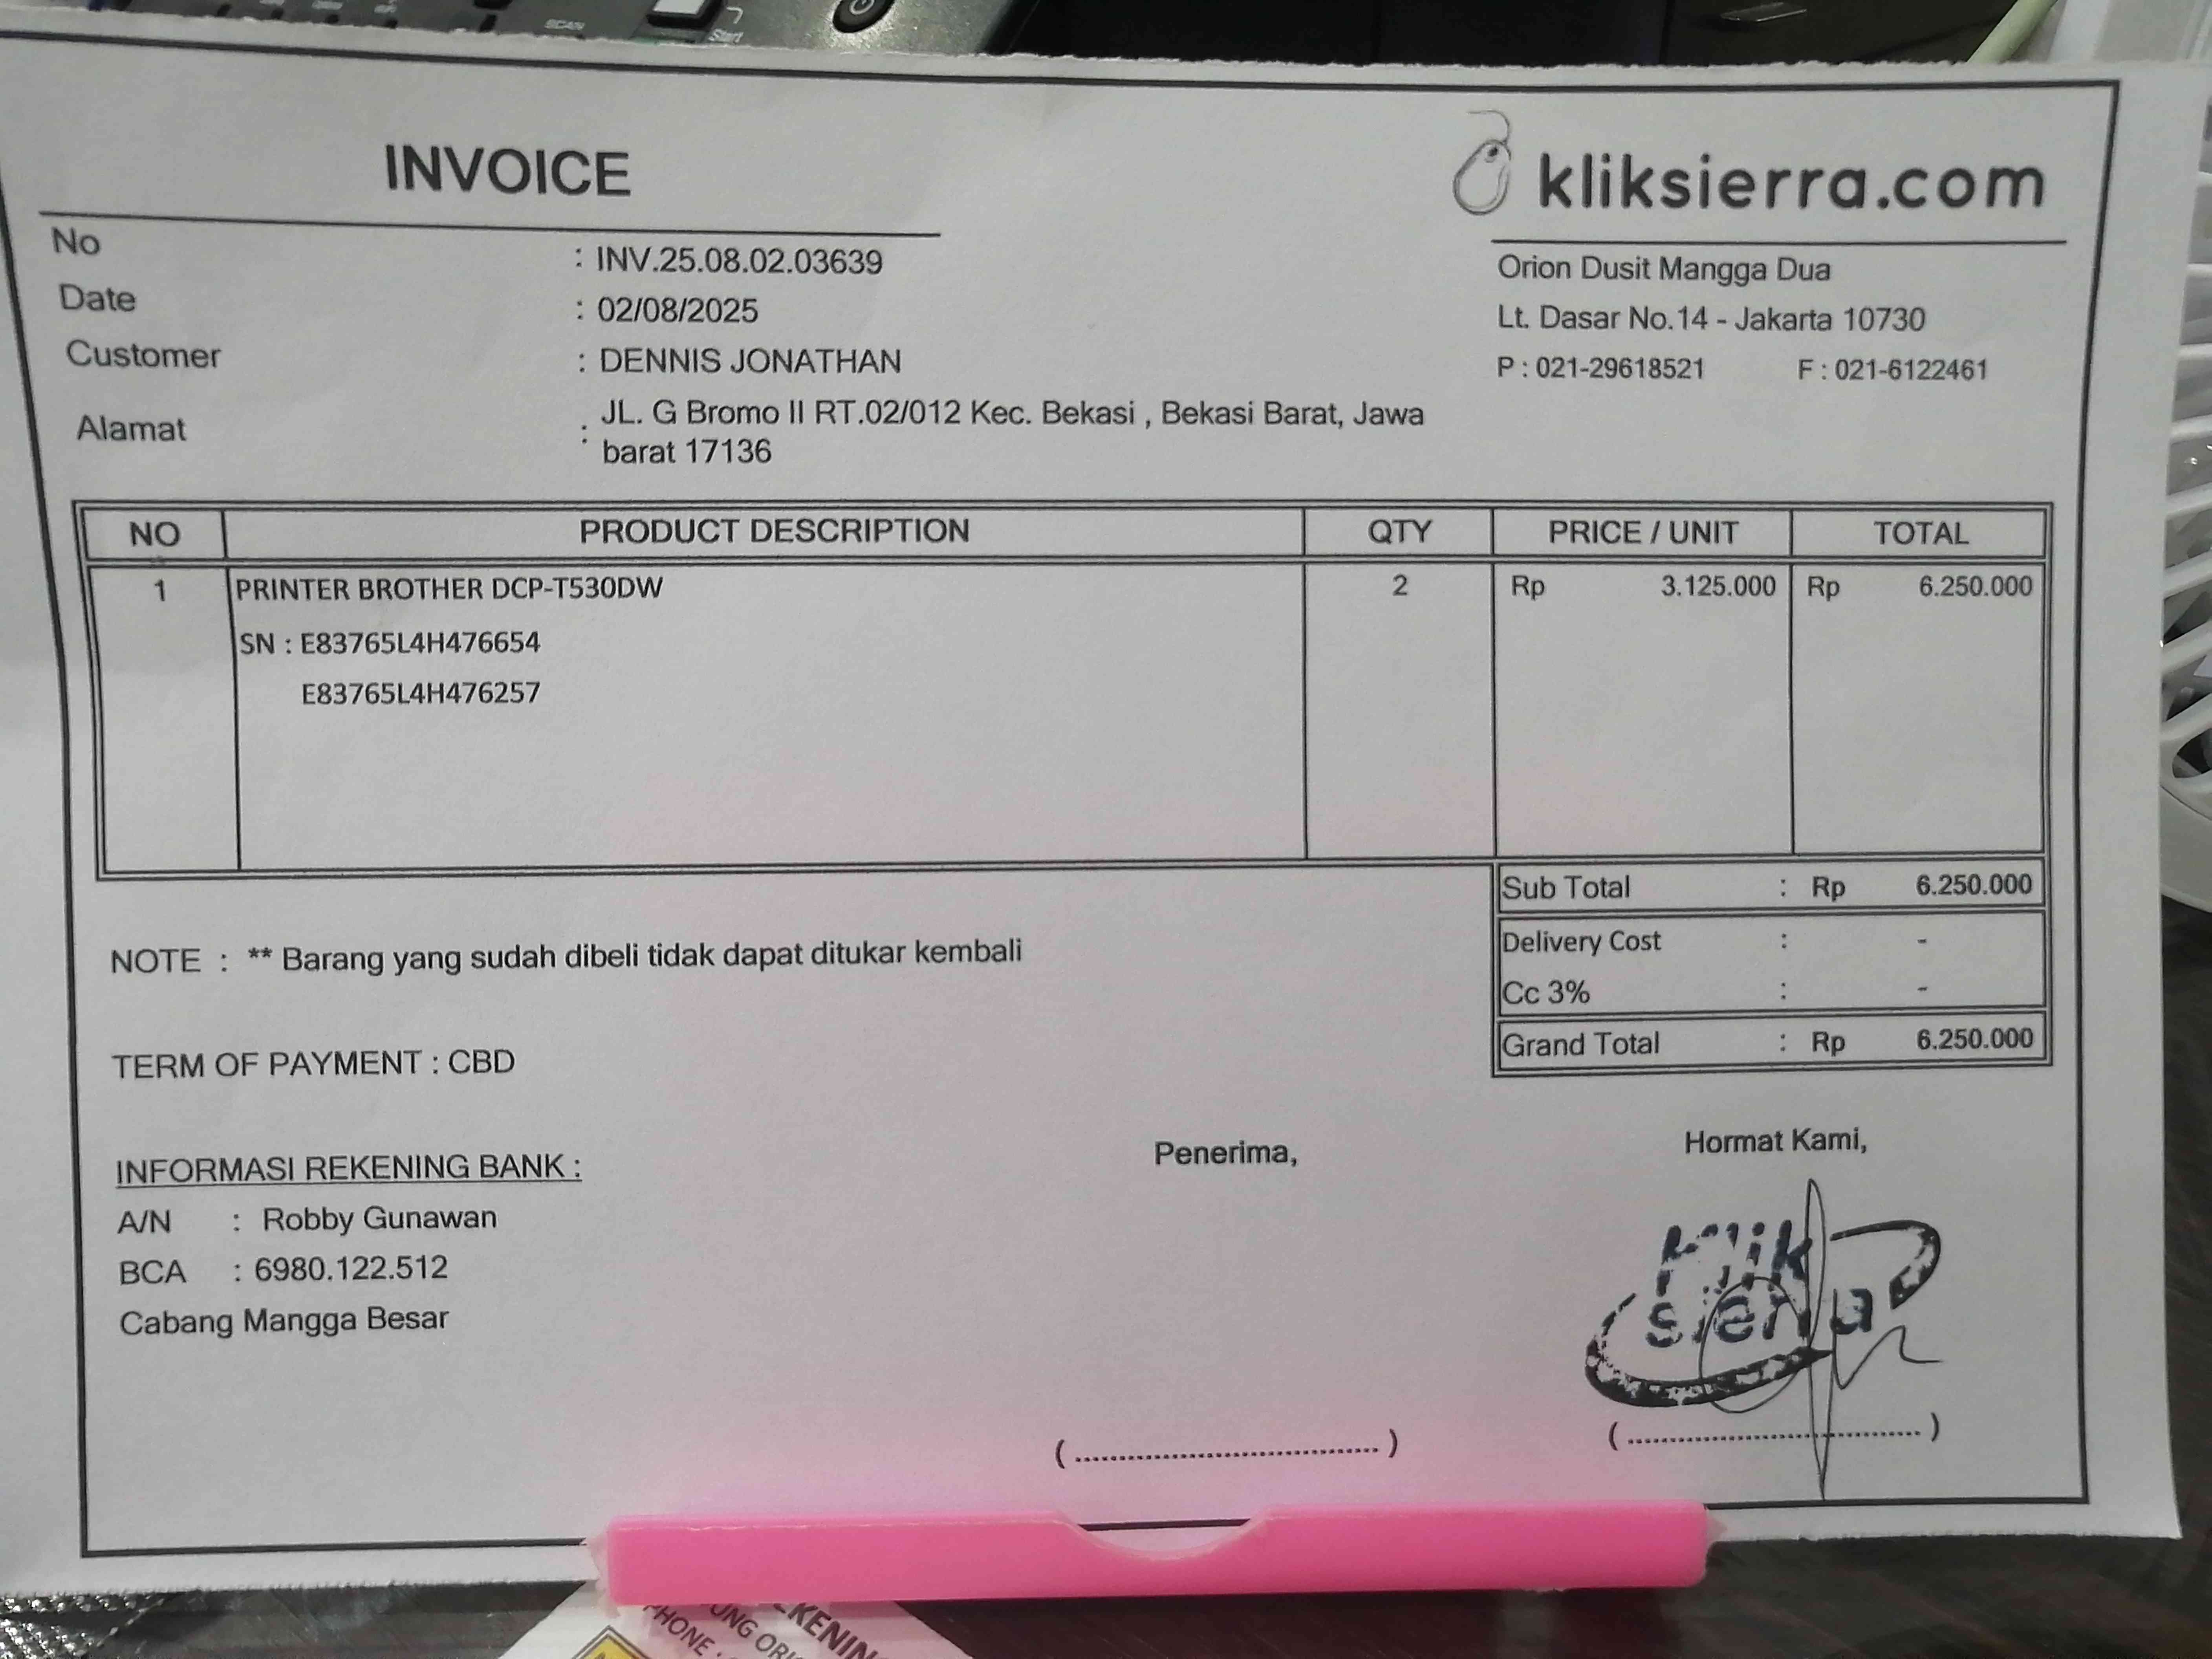 SCAN
Start
INVOICE
kliksierra.com
No : INV.25.08.02.03639
Date : 02/08/2025
Customer : DENNIS JONATHAN
Alamat : JL. G Bromo II RT.02/012 Kec. Bekasi , Bekasi Barat, Jawa
barat 17136
Orion Dusit Mangga Dua
Lt. Dasar No.14 - Jakarta 10730
P : 021-29618521 F : 021-6122461
NO PRODUCT DESCRIPTION QTY PRICE / UNIT TOTAL
1 PRINTER BROTHER DCP-T530DW 2 Rp 3.125.000 Rp 6.250.000
SN : E83765L4H476654
E83765L4H476257
Sub Total : Rp 6.250.000
Delivery Cost : -
Cc 3% : -
Grand Total : Rp 6.250.000
NOTE : ** Barang yang sudah dibeli tidak dapat ditukar kembali
TERM OF PAYMENT : CBD
INFORMASI REKENING BANK :
A/N : Robby Gunawan
BCA : 6980.122.512
Cabang Mangga Besar
Penerima,
Hormat Kami,
Klik
sierra
( ........................................ )
( ........................................ )